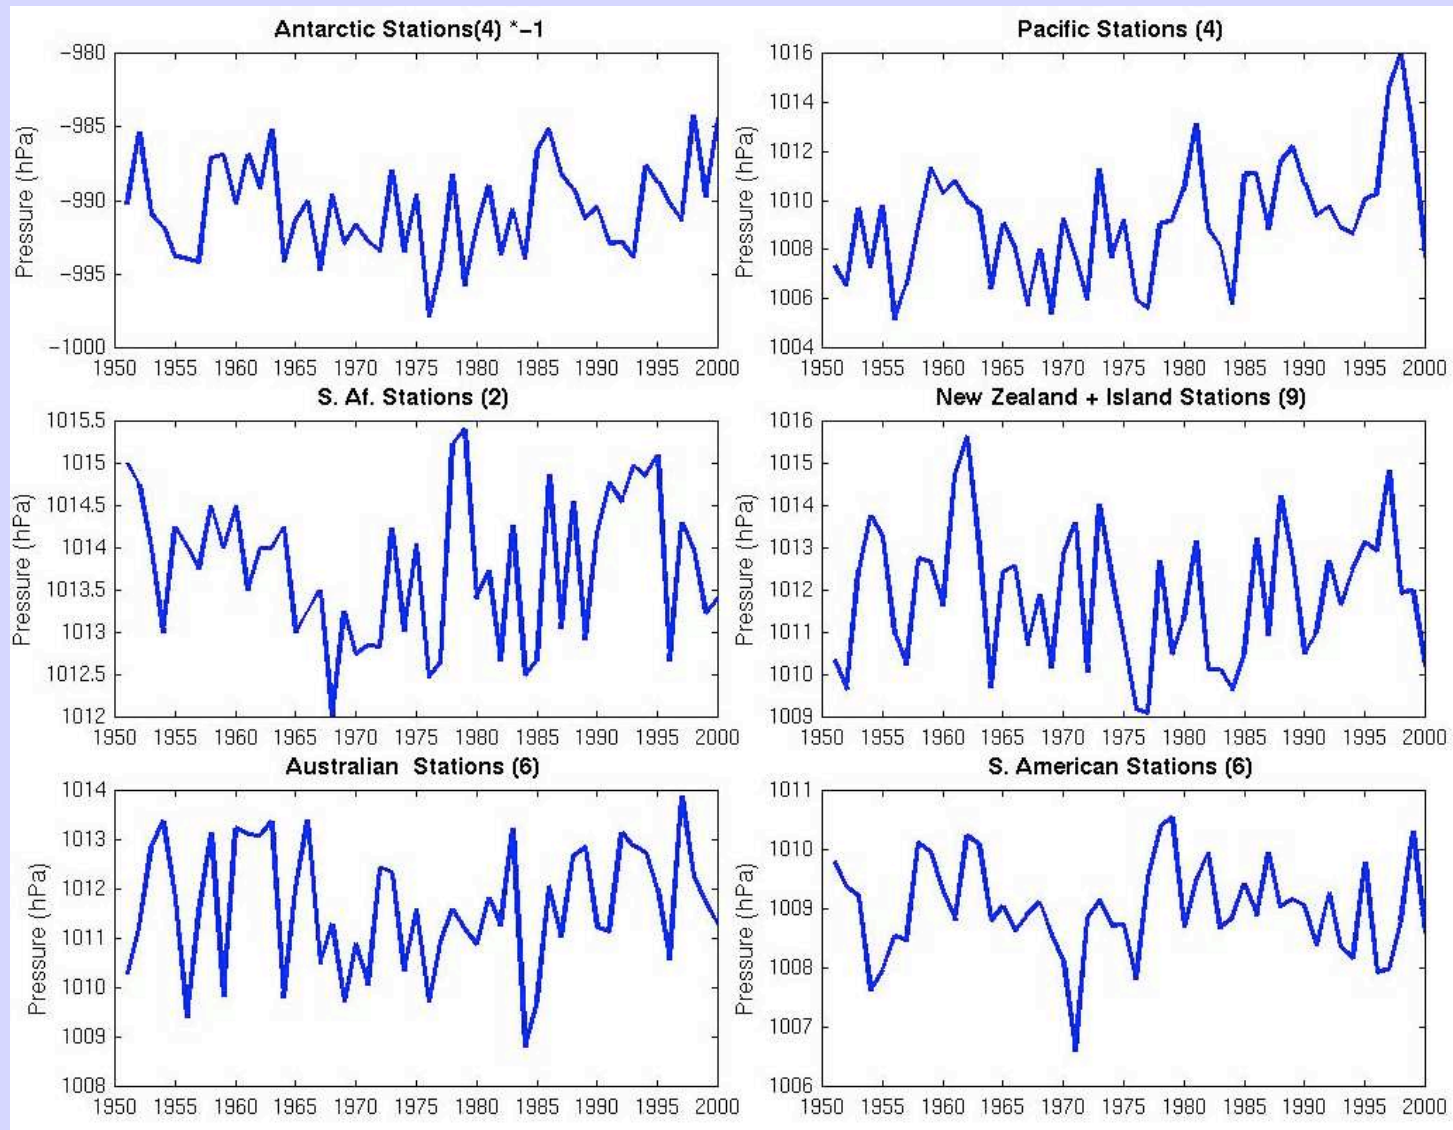 Antarctic Stations(4) *-1
Pressure (hPa)
-980
-985
-990
-995
-1000
1950 1955 1960 1965 1970 1975 1980 1985 1990 1995 2000
Pacific Stations (4)
Pressure (hPa)
1016
1014
1012
1010
1008
1006
1004
1950 1955 1960 1965 1970 1975 1980 1985 1990 1995 2000
S. Af. Stations (2)
Pressure (hPa)
1015.5
1015
1014.5
1014
1013.5
1013
1012.5
1012
1950 1955 1960 1965 1970 1975 1980 1985 1990 1995 2000
New Zealand + Island Stations (9)
Pressure (hPa)
1016
1015
1014
1013
1012
1011
1010
1009
1950 1955 1960 1965 1970 1975 1980 1985 1990 1995 2000
Australian Stations (6)
Pressure (hPa)
1014
1013
1012
1011
1010
1009
1008
1950 1955 1960 1965 1970 1975 1980 1985 1990 1995 2000
S. American Stations (6)
Pressure (hPa)
1011
1010
1009
1008
1007
1006
1950 1955 1960 1965 1970 1975 1980 1985 1990 1995 2000